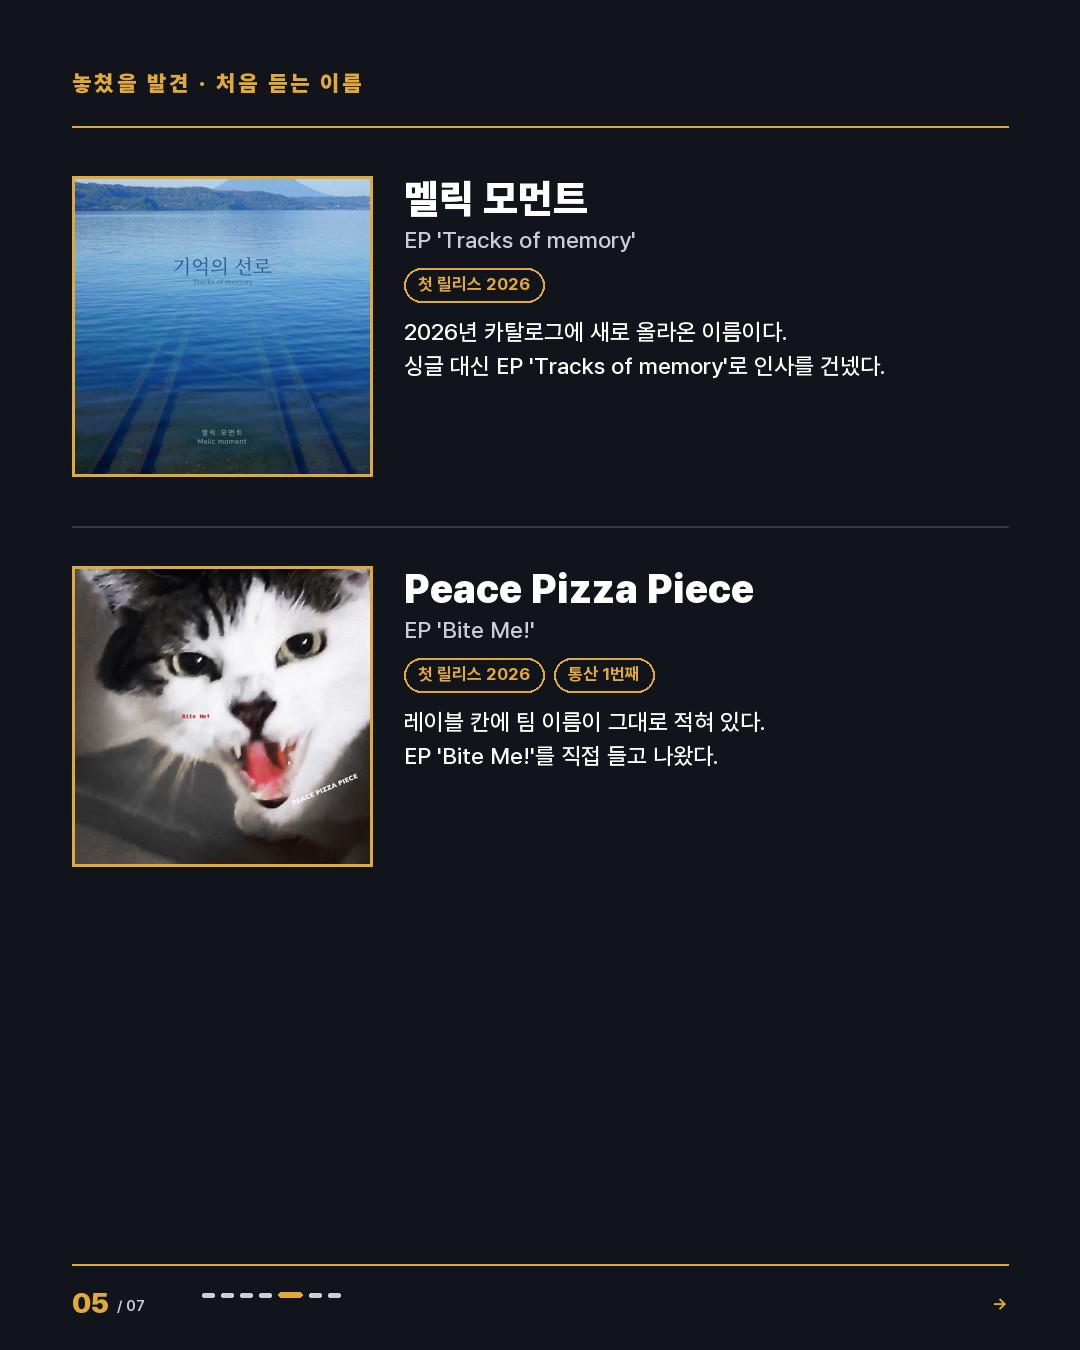 놓쳤을 발견 · 처음 듣는 이름
기억의 선로
Tracks of memory
멜릭 모먼트
Melic moment
멜릭 모먼트
EP 'Tracks of memory'
첫 릴리스 2026
2026년 카탈로그에 새로 올라온 이름이다.
싱글 대신 EP 'Tracks of memory'로 인사를 건넸다.
Bite Me!
PEACE PIZZA PIECE
Peace Pizza Piece
EP 'Bite Me!'
첫 릴리스 2026 통산 1번째
레이블 칸에 팀 이름이 그대로 적혀 있다.
EP 'Bite Me!'를 직접 들고 나왔다.
05 / 07 →